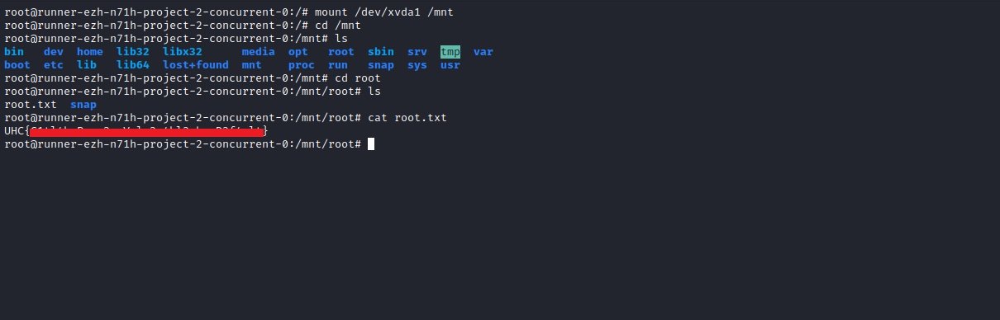 root@runner-ezh-n71h-project-2-concurrent-0:/# mount /dev/xvda1 /mnt
root@runner-ezh-n71h-project-2-concurrent-0:/# cd /mnt
root@runner-ezh-n71h-project-2-concurrent-0:/mnt# ls
bin dev home lib32 libx32 media opt root sbin srv tmp var
boot etc lib lib64 lost+found mnt proc run snap sys usr
root@runner-ezh-n71h-project-2-concurrent-0:/mnt# cd root
root@runner-ezh-n71h-project-2-concurrent-0:/mnt/root# ls
root.txt snap
root@runner-ezh-n71h-project-2-concurrent-0:/mnt/root# cat root.txt
UHC{ }
root@runner-ezh-n71h-project-2-concurrent-0:/mnt/root#